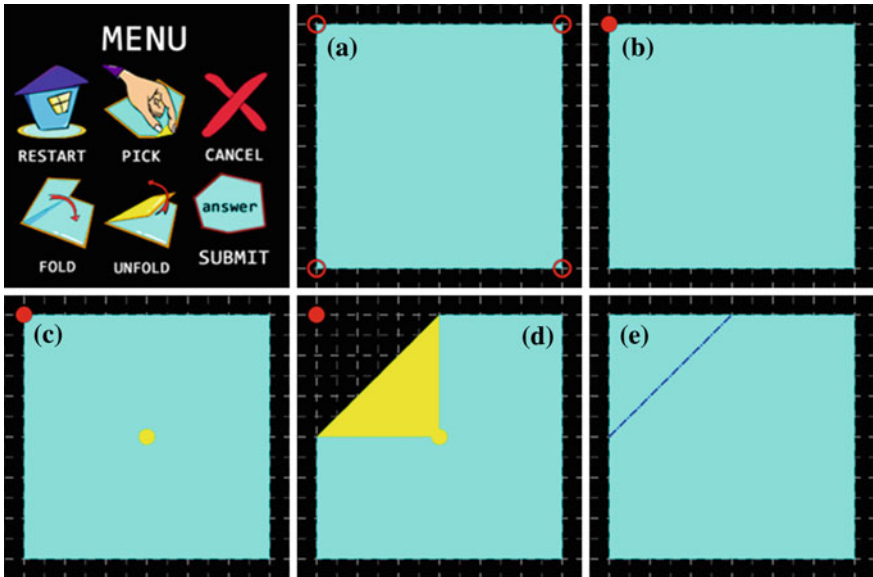 MENU
(a)
(b)
RESTART PICK CANCEL
answer
FOLD UNFOLD SUBMIT
(c)
(d)
(e)